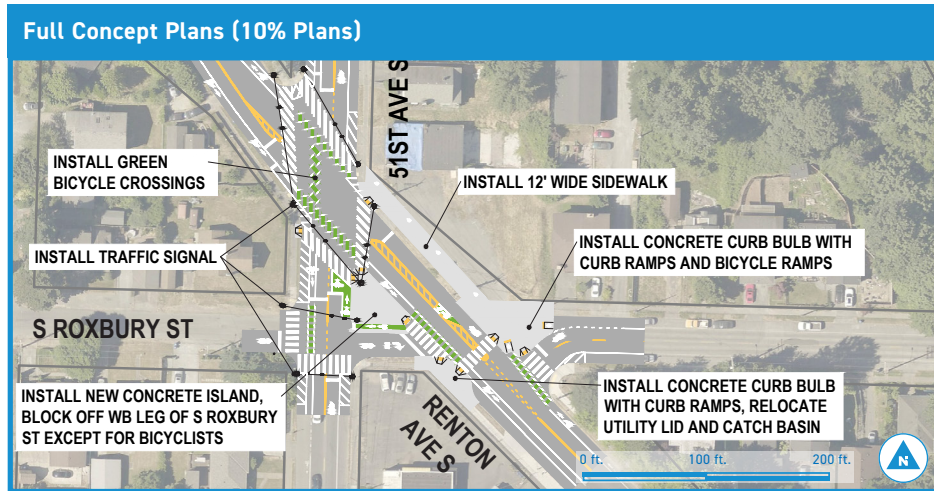 Full Concept Plans (10% Plans)
51ST AVE S
INSTALL GREEN
BICYCLE CROSSINGS
INSTALL 12' WIDE SIDEWALK
INSTALL TRAFFIC SIGNAL
INSTALL CONCRETE CURB BULB WITH
CURB RAMPS AND BICYCLE RAMPS
S ROXBURY ST
INSTALL NEW CONCRETE ISLAND,
BLOCK OFF WB LEG OF S ROXBURY
ST EXCEPT FOR BICYCLISTS
RENTON
AVE S
INSTALL CONCRETE CURB BULB
WITH CURB RAMPS, RELOCATE
UTILITY LID AND CATCH BASIN
0 ft.
100 ft.
200 ft.
N